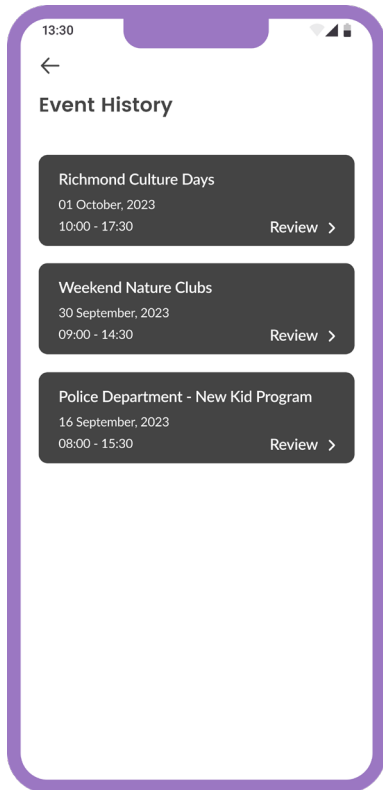 13:30
Event History
Richmond Culture Days
01 October, 2023
10:00 - 17:30
Review
Weekend Nature Clubs
30 September, 2023
09:00 - 14:30
Review
Police Department - New Kid Program
16 September, 2023
08:00 - 15:30
Review